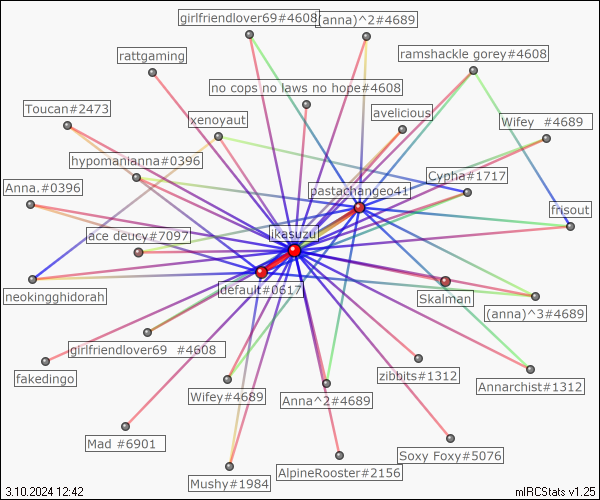 girlfriendlover69#4608
(anna)^2#4689
rattgaming
ramshackle gorey#4608
no cops no laws no hope#4608
Toucan#2473
avelicious
xenoyaut
Wifey  #4689
hypomanianna#0396
Cypha#1717
Anna.#0396
pastachangeo41
frisout
ikasuzu
ace deucy#7097
default#0617
neokingghidorah
Skalman
(anna)^3#4689
girlfriendlover69  #4608
fakedingo
zibbits#1312
Annarchist#1312
Wifey#4689
Anna^2#4689
Mad #6901
Soxy Foxy#5076
AlpineRooster#2156
Mushy#1984
3.10.2024 12:42
mIRCStats v1.25